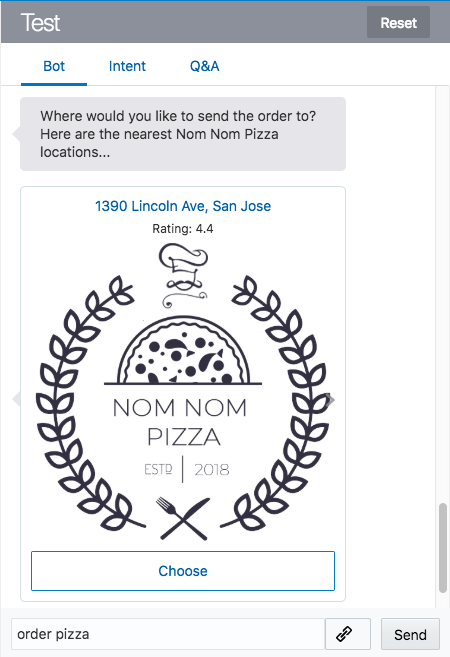 Test
Reset
Bot Intent Q&A
Where would you like to send the order to?
Here are the nearest Nom Nom Pizza
locations...
1390 Lincoln Ave, San Jose
Rating: 4.4
NOM NOM
PIZZA
ESTD 2018
Choose
order pizza
Send